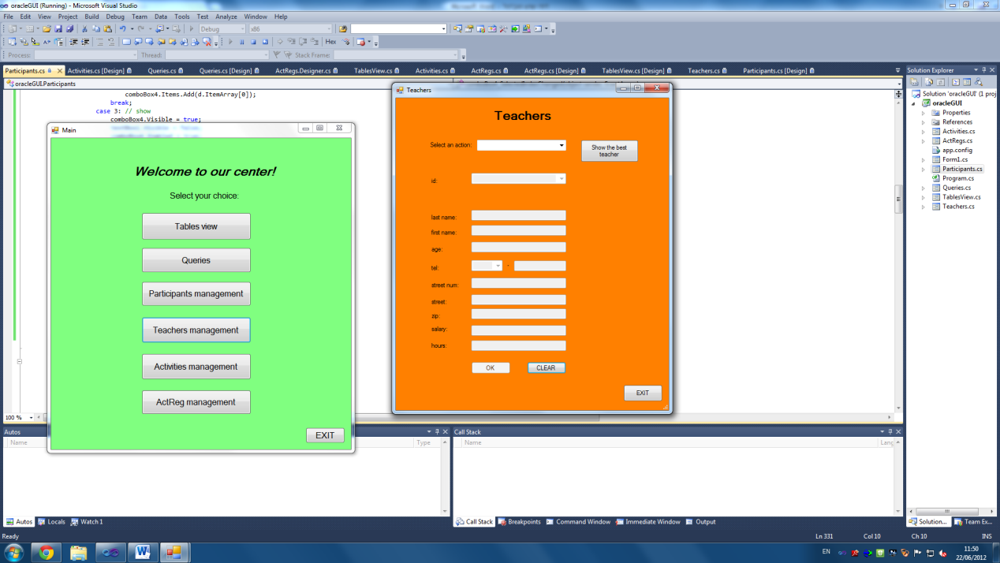 oracleGUI (Running) - Microsoft Visual Studio
File Edit View Project Build Debug Team Data Tools Test Analyze Window Help
Debug x86
Hex
Process: Thread: Stack Frame:
Participants.cs Activities.cs [Design] Queries.cs Queries.cs [Design] ActRegs.Designer.cs TablesView.cs Activities.cs ActRegs.cs ActRegs.cs [Design] TablesView.cs [Design] Teachers.cs Participants.cs [Design]
oracleGUI.Participants
comboBox4.Items.Add(d.ItemArray[0]);
break;
case 3: // show
comboBox4.Visible = true;
Main
Welcome to our center!
Select your choice:
Tables view
Queries
Participants management
Teachers management
Activities management
ActReg management
EXIT
Teachers
Teachers
Select an action:
Show the best teacher
id:
last name:
first name:
age:
tel: -
street num:
street:
zip:
salary:
hours:
OK CLEAR
EXIT
Solution Explorer
Solution 'oracleGUI' (1 proj
oracleGUI
Properties
References
Activities.cs
ActRegs.cs
app.config
Form1.cs
Participants.cs
Program.cs
Queries.cs
TablesView.cs
Teachers.cs
100 %
Autos
Name Type
Call Stack
Name Lang
Autos Locals Watch 1
Call Stack Breakpoints Command Window Immediate Window Output
Solution... Team Ex...
Ready Ln 331 Col 10 Ch 10 INS
EN 11:50
22/06/2012